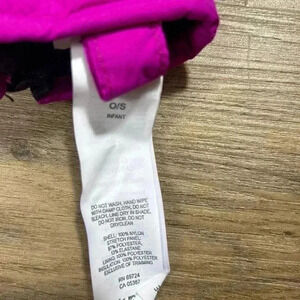 O/S
INFANT
DO NOT WASH, HAND WIPE
WITH DAMP CLOTH, DO NOT
BLEACH, LINE DRY IN SHADE,
DO NOT IRON, DO NOT
DRYCLEAN
SHELL: 100% NYLON
STRETCH PANEL:
87% POLYESTER,
13% ELASTANE
LINING: 100% POLYESTER
INSULATION: 100% POLYESTER
EXCLUSIVE OF TRIMMING
RN 69724
CA 05367